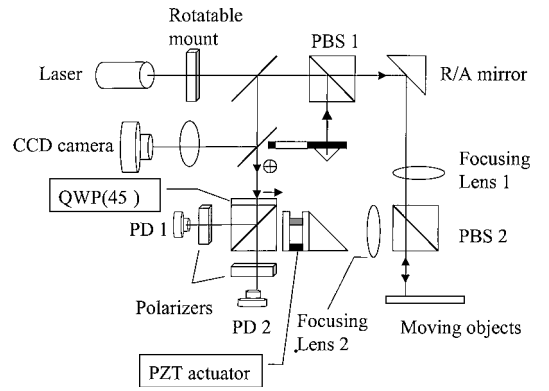 Rotatable
mount
PBS 1
Laser
R/A mirror
CCD camera
Focusing
Lens 1
QWP(45 )
PD 1
PBS 2
Polarizers
PD 2
Focusing
Lens 2
Moving objects
PZT actuator